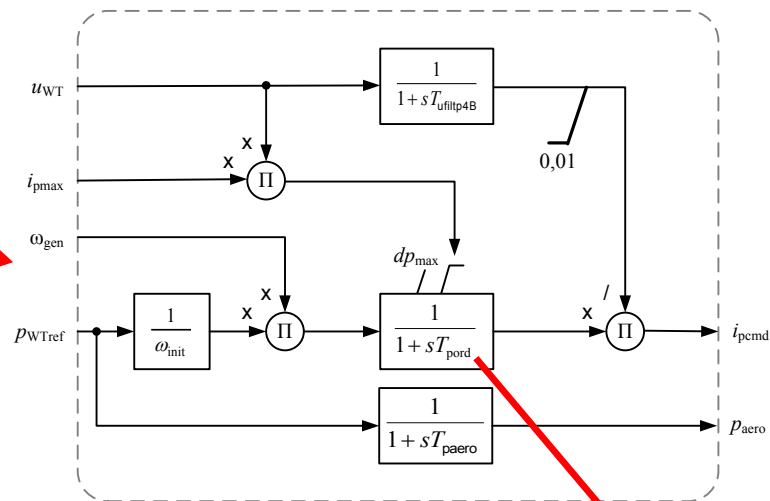 u_WT
1
1+sT_ufiltp4B
0,01
x
x
Π
i_pmax
ω_gen
dp_max
x
/
p_WTref
1
ω_init
x
Π
1
1+sT_pord
x
Π
i_pcmd
1
1+sT_paero
p_aero